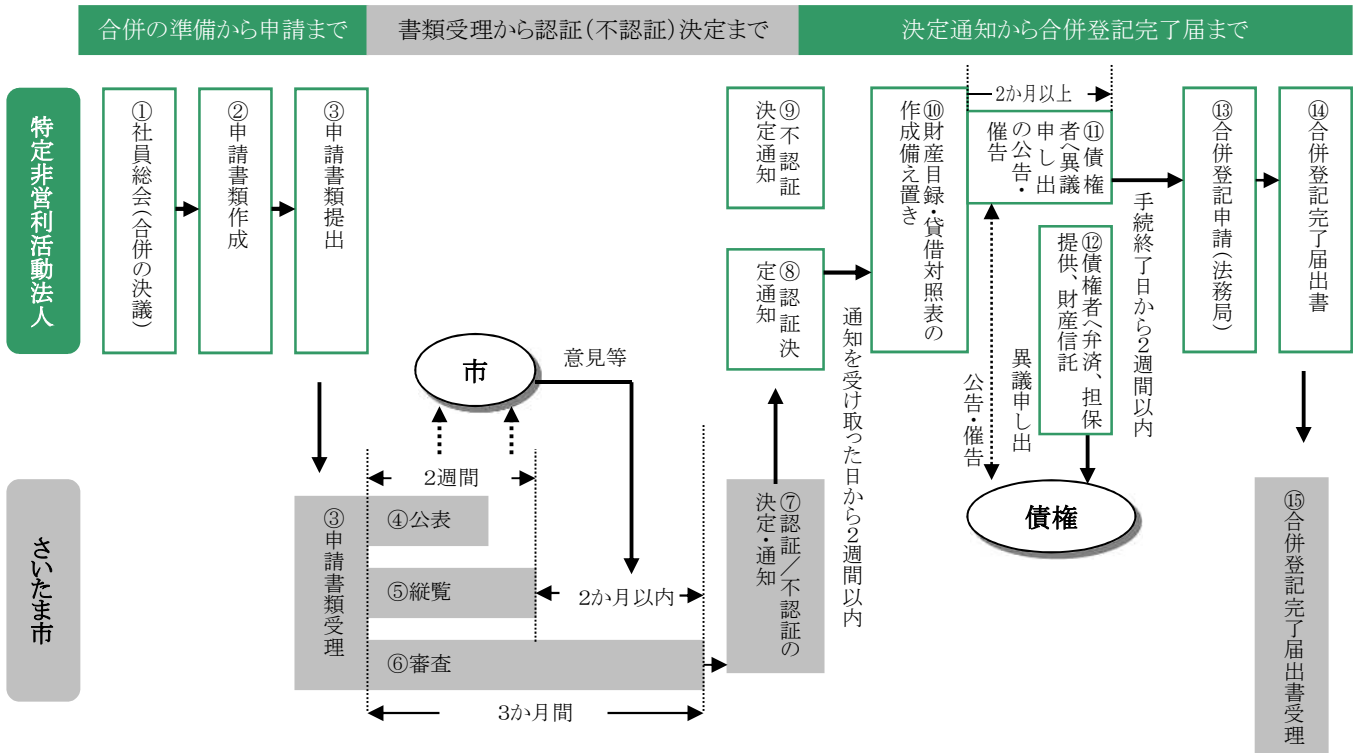 合併の準備から申請まで
書類受理から認証(不認証)決定まで
決定通知から合併登記完了届まで
特定非営利活動法人
①社員総会(合併の決議)
②申請書類作成
③申請書類提出
⑨不認証
決定通知
⑧認証決
定通知
⑩財産目録・貸借対照表の
作成備え置き
2か月以上
⑪債権
者へ異議
申し出
の公告・
催告
⑫債権者へ弁済、担保
提供、財産信託
手続終了日から2週間以内
⑬合併登記申請(法務局)
⑭合併登記完了届出書
市
意見等
通知を受け取った日から2週間以内
公告・催告
異議申し出
債権
さいたま市
③申請書類受理
2週間
④公表
⑤縦覧
2か月以内
⑥審査
3か月間
⑦認証/不認証の
決定・通知
⑮合併登記完了届出書受理